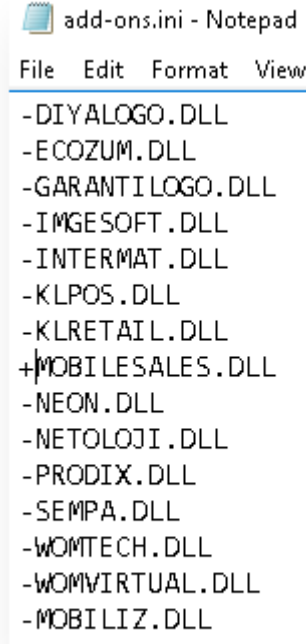 add-ons.ini - Notepad
File Edit Format View
-DIYALOGO.DLL
-ECOZUM.DLL
-GARANTILOGO.DLL
-IMGESOFT.DLL
-INTERMAT.DLL
-KLPOS.DLL
-KLRETAIL.DLL
+MOBILESALES.DLL
-NEON.DLL
-NETOLOJI.DLL
-PRODIX.DLL
-SEMPA.DLL
-WOMTECH.DLL
-WOMVIRTUAL.DLL
-MOBILIZ.DLL